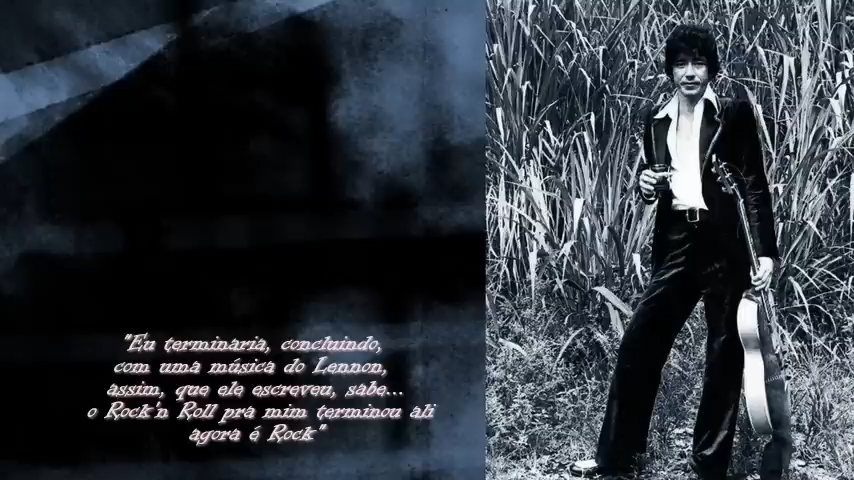 "Eu terminaria, concluindo,
com uma música do Lennon,
assim, que ele escreveu, sabe...
o Rock'n Roll pra mim terminou ali
agora é Rock"